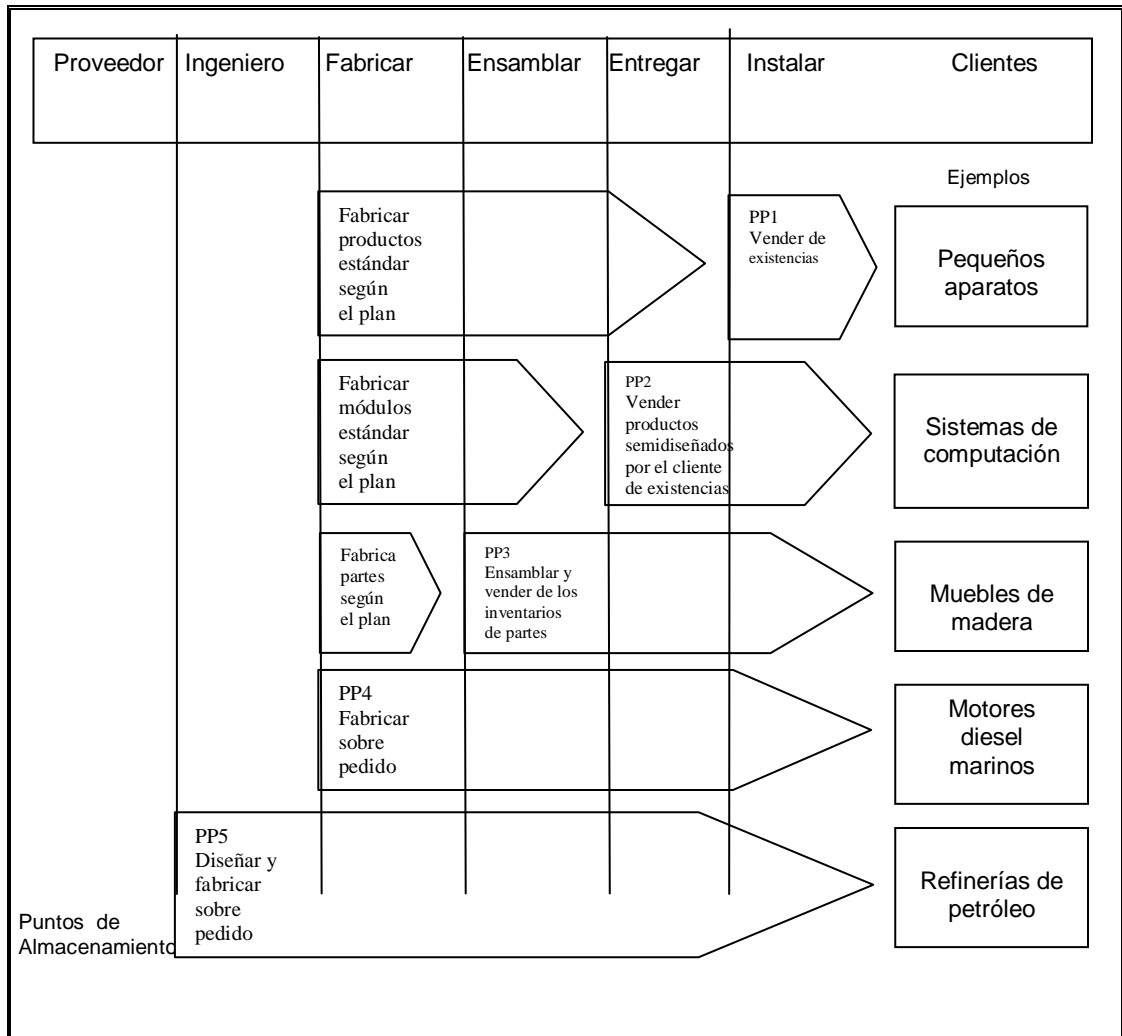 Proveedor Ingeniero Fabricar Ensamblar Entregar Instalar Clientes
Ejemplos
Fabricar
productos
estándar
según
el plan
PP1
Vender de
existencias
Pequeños
aparatos
Fabricar
módulos
estándar
según
el plan
PP2
Vender
productos
semidiseñados
por el cliente
de existencias
Sistemas de
computación
Fabrica
partes
según
el plan
PP3
Ensamblar y
vender de los
inventarios
de partes
Muebles de
madera
PP4
Fabricar
sobre
pedido
Motores
diesel
marinos
PP5
Diseñar y
fabricar
sobre
pedido
Refinerías de
petróleo
Puntos de
Almacenamiento